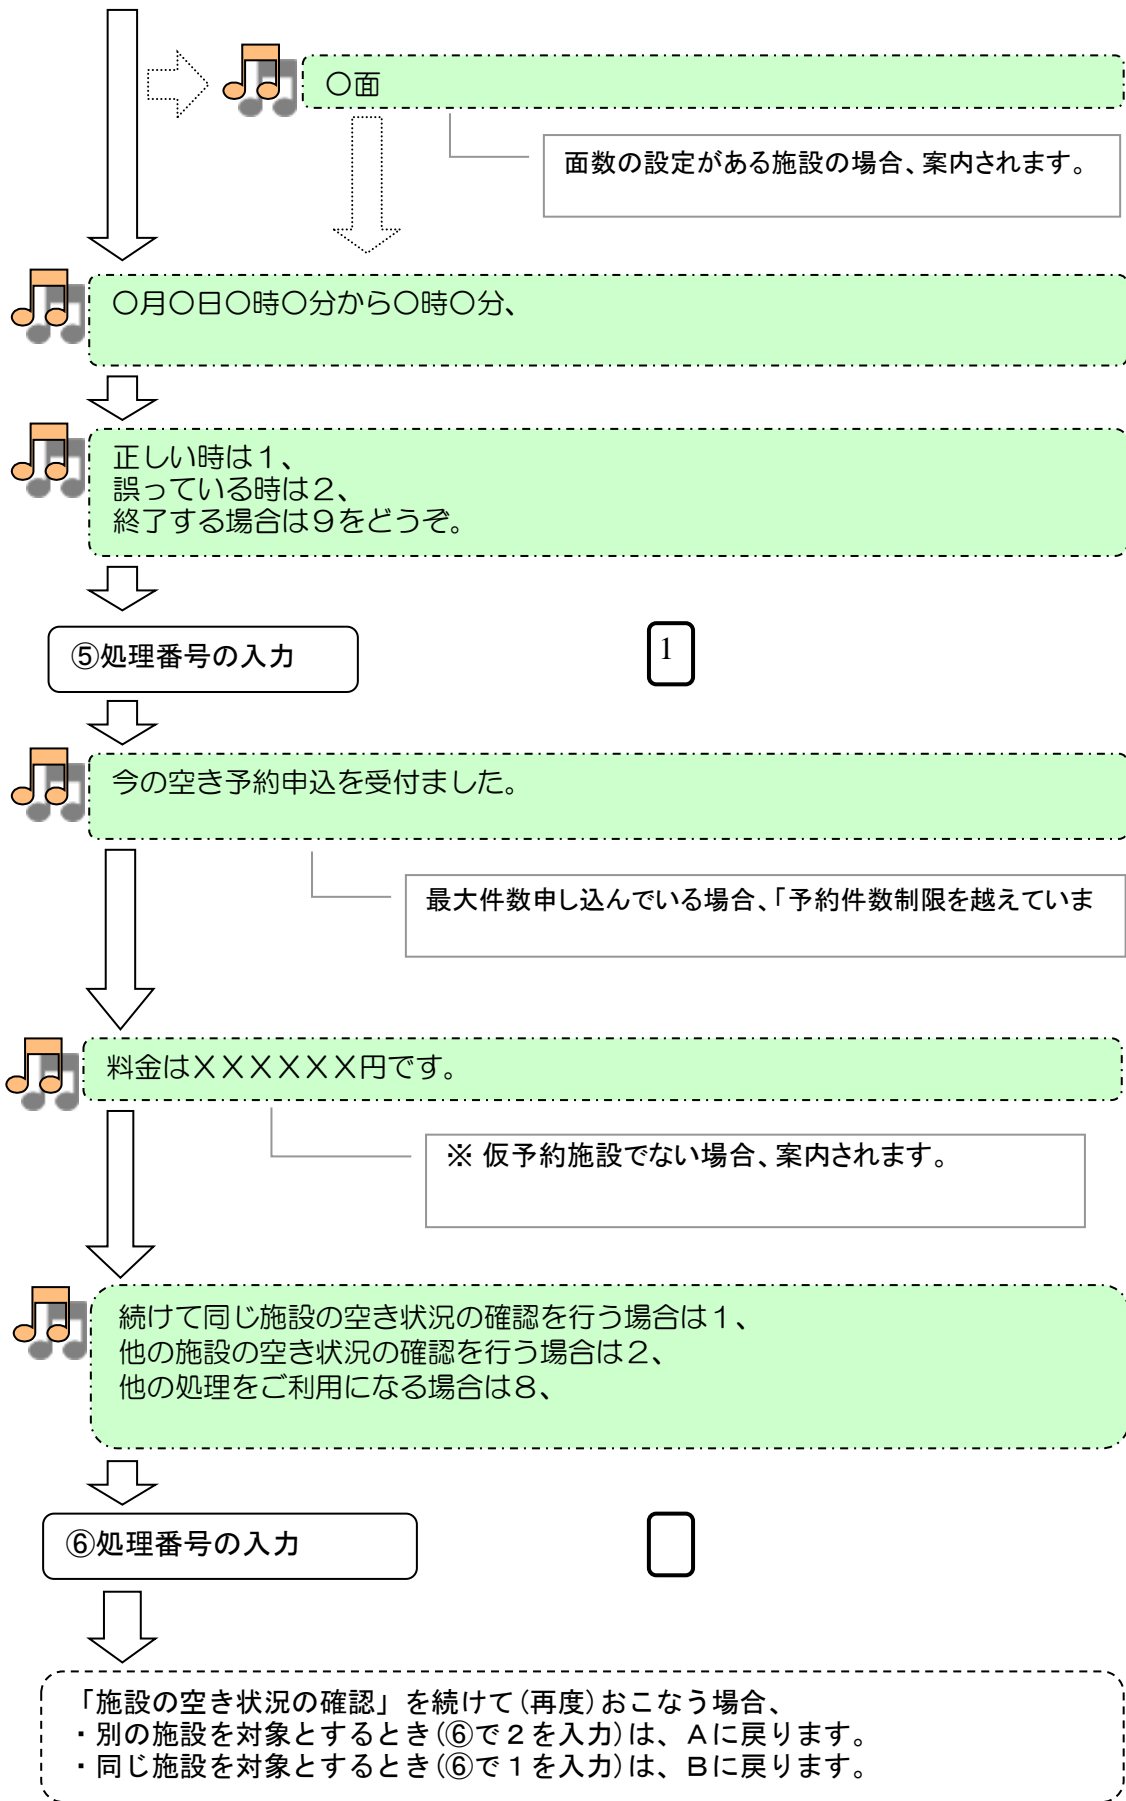 〇面
面数の設定がある施設の場合、案内されます。
〇月〇日〇時〇分から〇時〇分、
正しい時は１、
誤っている時は２、
終了する場合は９をどうぞ。
⑤処理番号の入力
1
今の空き予約申込を受付ました。
最大件数申し込んでいる場合、「予約件数制限を越えていま
料金はＸＸＸＸＸＸ円です。
※ 仮予約施設でない場合、案内されます。
続けて同じ施設の空き状況の確認を行う場合は１、
他の施設の空き状況の確認を行う場合は２、
他の処理をご利用になる場合は８、
⑥処理番号の入力
「施設の空き状況の確認」を続けて(再度)おこなう場合、
・別の施設を対象とするとき(⑥で２を入力)は、Ａに戻ります。
・同じ施設を対象とするとき(⑥で１を入力)は、Ｂに戻ります。